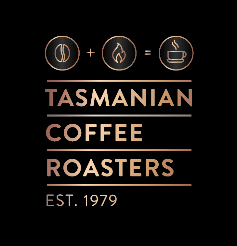 + =
TASMANIAN
COFFEE
ROASTERS
EST. 1979